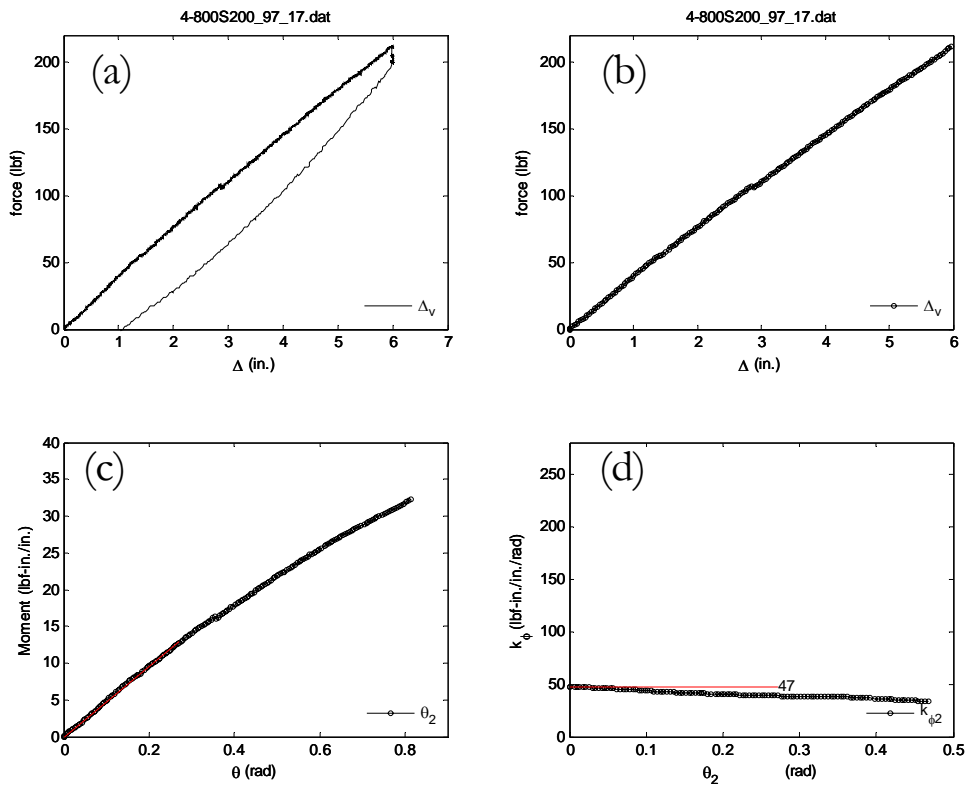 4-800S200_97_17.dat
(a)
force (lbf)
200
150
100
50
0
0 1 2 3 4 5 6 7
Δ (in.)
Δv
4-800S200_97_17.dat
(b)
force (lbf)
200
150
100
50
0
0 1 2 3 4 5 6
Δ (in.)
Δv
(c)
Moment (lbf-in./in.)
40
35
30
25
20
15
10
5
0
0 0.2 0.4 0.6 0.8
θ (rad)
θ2
(d)
kϕ (lbf-in./in./rad)
250
200
150
100
50
0
47
0 0.1 0.2 0.3 0.4 0.5
θ2 (rad)
kϕ2